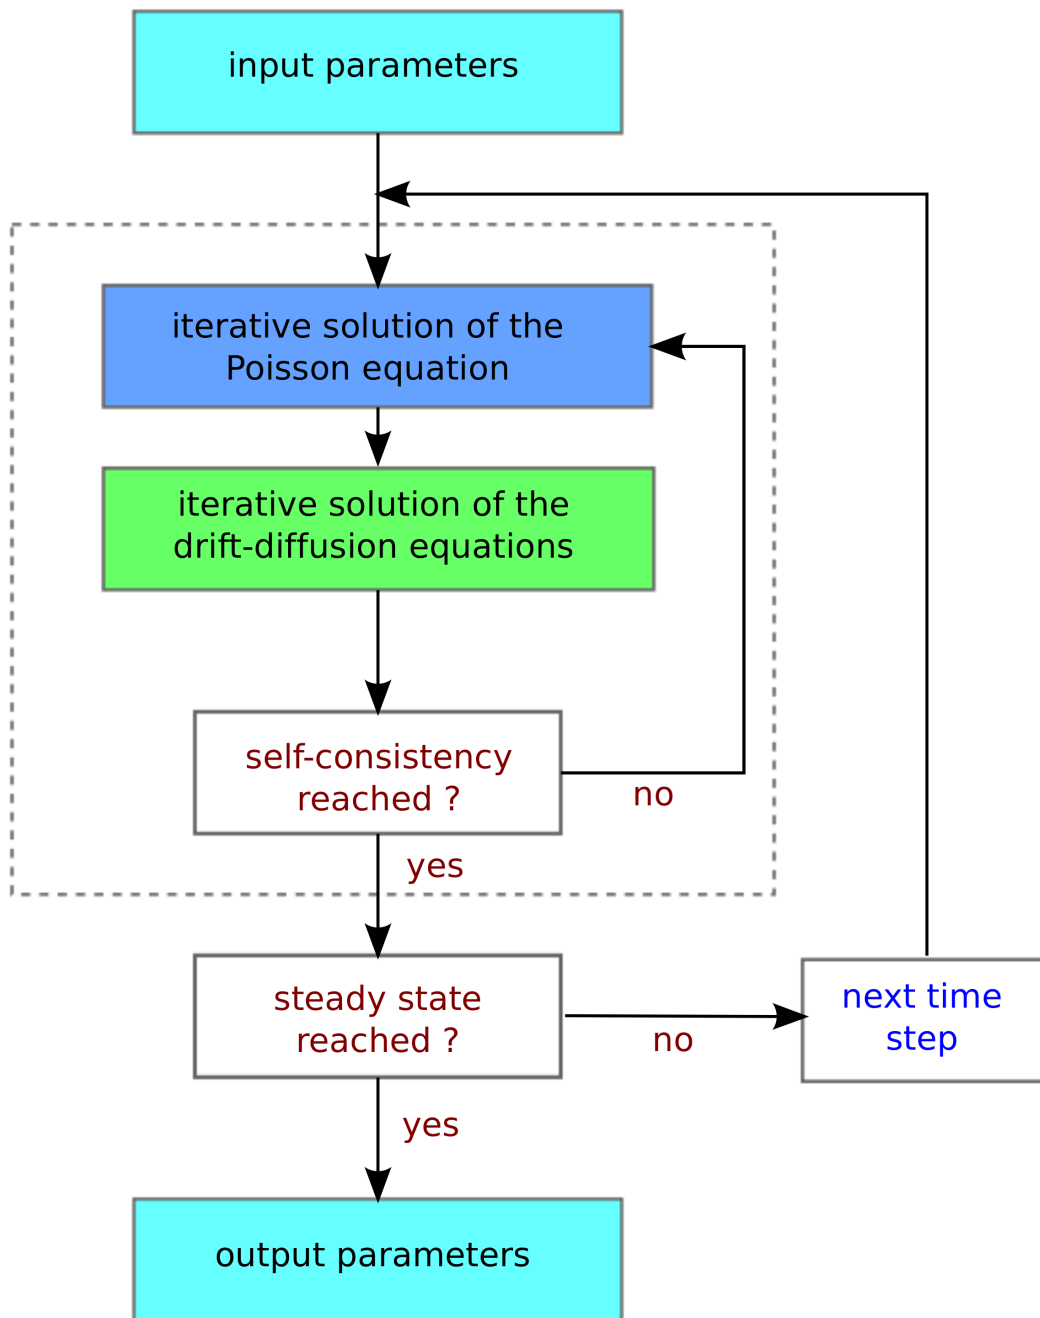 input parameters
iterative solution of the
Poisson equation
iterative solution of the
drift-diffusion equations
self-consistency
reached ?
no
yes
steady state
reached ?
no
next time
step
yes
output parameters